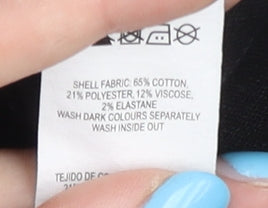 SHELL FABRIC: 65% COTTON,
21% POLYESTER, 12% VISCOSE,
2% ELASTANE
WASH DARK COLOURS SEPARATELY
WASH INSIDE OUT
TEJIDO DE